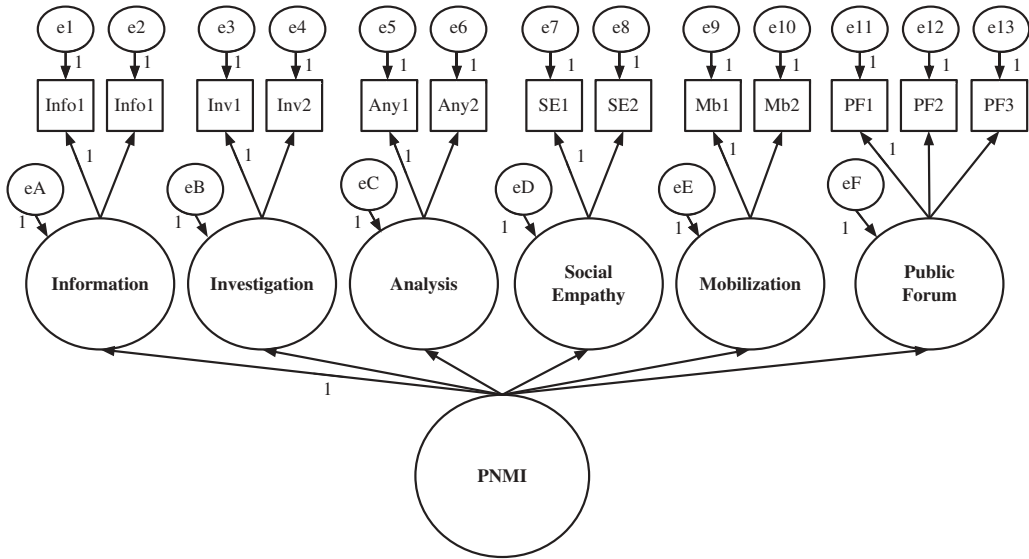 e1 e2 e3 e4 e5 e6 e7 e8 e9 e10 e11 e12 e13
1 1 1 1 1 1 1 1 1 1 1 1 1
Info1 Info1 Inv1 Inv2 Any1 Any2 SE1 SE2 Mb1 Mb2 PF1 PF2 PF3
1 1 1 1 1 1
eA eB eC eD eE eF
1 1 1 1 1 1
Information Investigation Analysis Social Empathy Mobilization Public Forum
1
PNMI